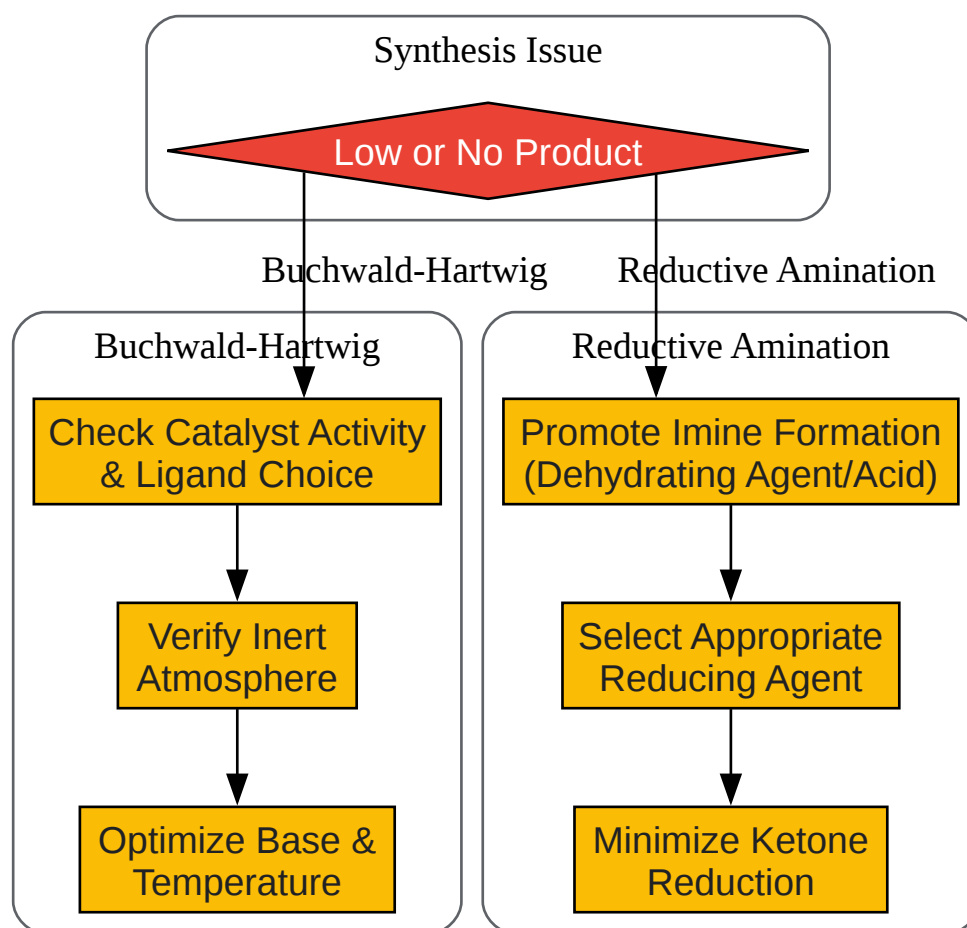 Synthesis Issue
Low or No Product
Buchwald-Hartwig
Reductive Amination
Buchwald-Hartwig
Check Catalyst Activity
& Ligand Choice
Verify Inert
Atmosphere
Optimize Base &
Temperature
Reductive Amination
Promote Imine Formation
(Dehydrating Agent/Acid)
Select Appropriate
Reducing Agent
Minimize Ketone
Reduction